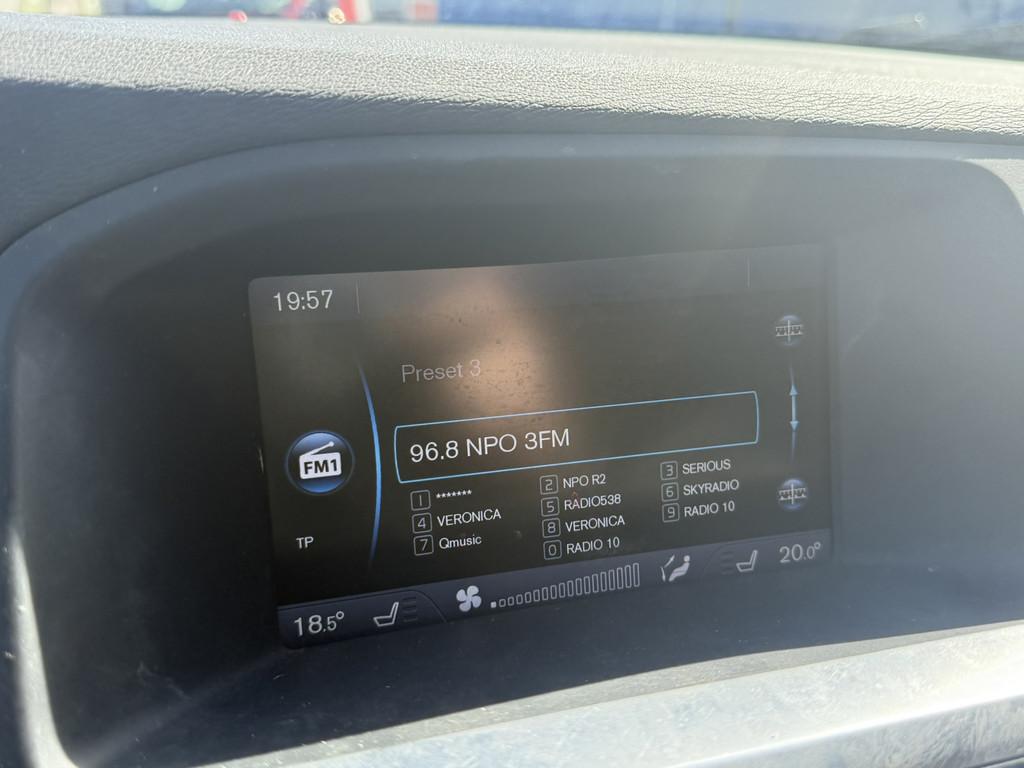 19:57
Preset 3
96.8 NPO 3FM
FM1
1 *******
2 NPO R2
3 SERIOUS
4 VERONICA
5 RADIO538
6 SKYRADIO
7 Qmusic
8 VERONICA
9 RADIO 10
0 RADIO 10
TP
18.5°
20.0°